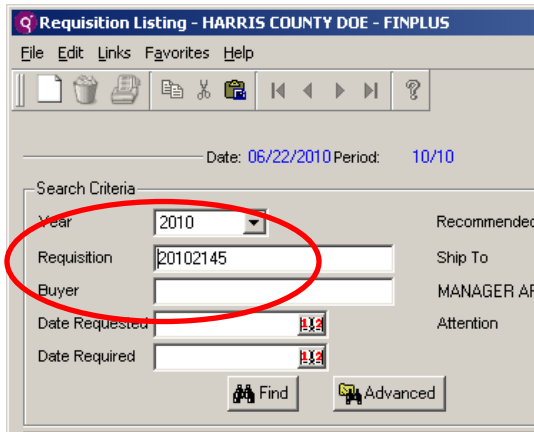 Requisition Listing - HARRIS COUNTY DOE - FINPLUS
File Edit Links Favorites Help
Date: 06/22/2010 Period: 10/10
Search Criteria
Year 2010 Recommended
Requisition 20102145 Ship To
Buyer MANAGER AP
Date Requested Attention
Date Required
Find Advanced